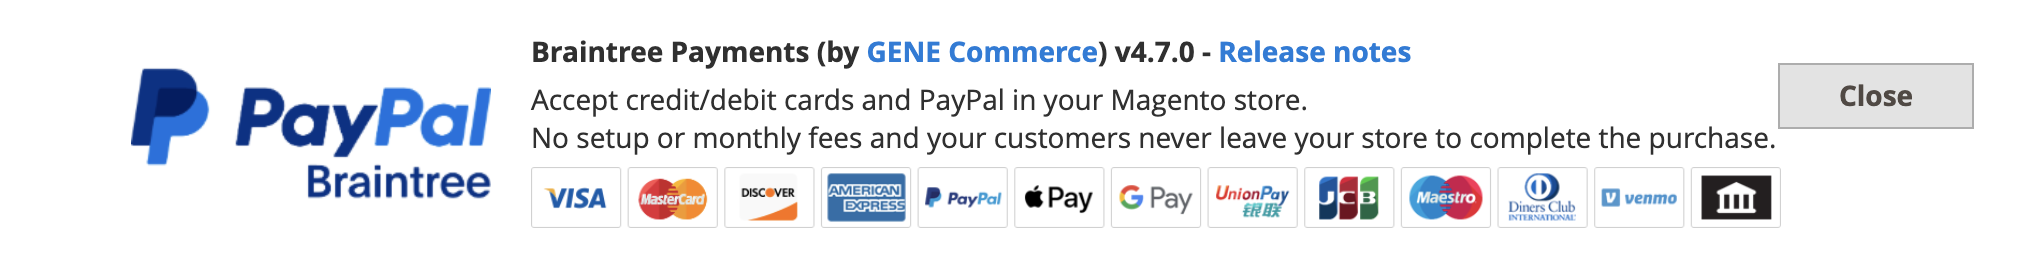 PayPal
Braintree
Braintree Payments (by GENE Commerce) v4.7.0 - Release notes
Accept credit/debit cards and PayPal in your Magento store.
No setup or monthly fees and your customers never leave your store to complete the purchase.
VISA MasterCard DISCOVER AMERICAN EXPRESS PayPal Pay G Pay UnionPay 银联 JCB Maestro Diners Club INTERNATIONAL venmo
Close